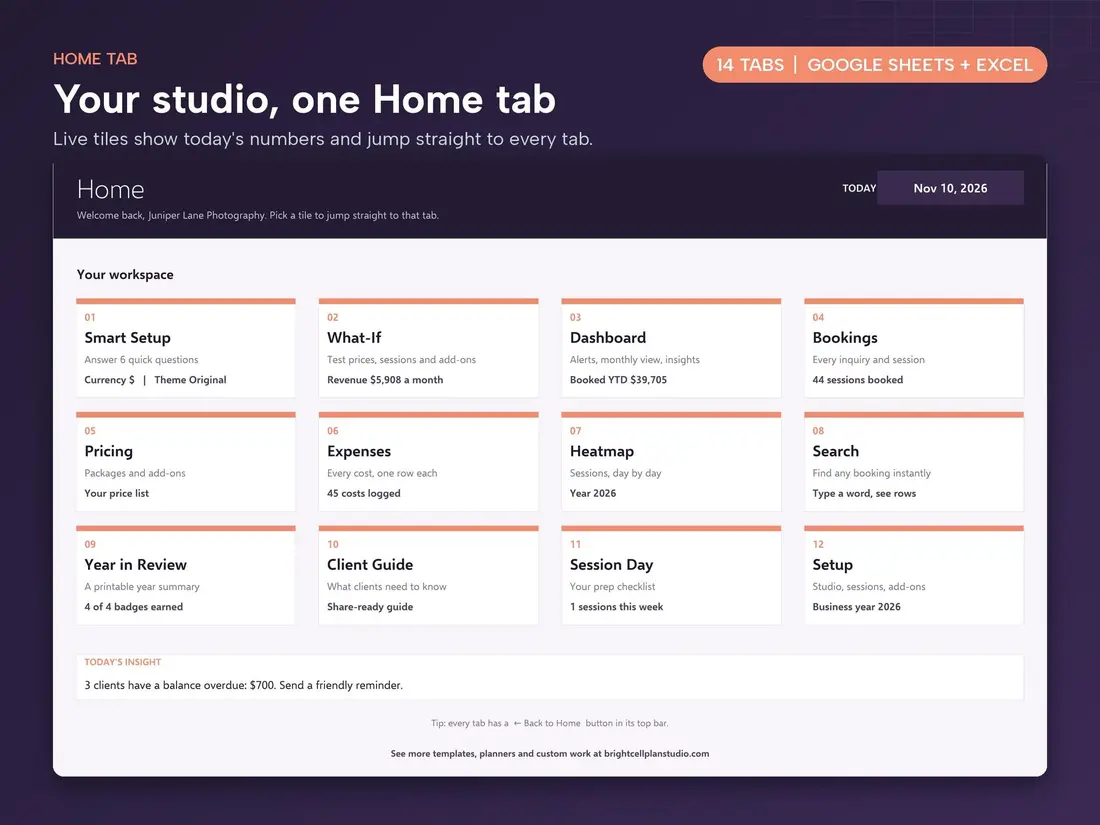 HOME TAB
14 TABS | GOOGLE SHEETS + EXCEL
Your studio, one Home tab
Live tiles show today's numbers and jump straight to every tab.
Home
TODAY Nov 10, 2026
Welcome back, Juniper Lane Photography. Pick a tile to jump straight to that tab.
Your workspace
01
Smart Setup
Answer 6 quick questions
Currency $ | Theme Original
02
What-If
Test prices, sessions and add-ons
Revenue $5,908 a month
03
Dashboard
Alerts, monthly view, insights
Booked YTD $39,705
04
Bookings
Every inquiry and session
44 sessions booked
05
Pricing
Packages and add-ons
Your price list
06
Expenses
Every cost, one row each
45 costs logged
07
Heatmap
Sessions, day by day
Year 2026
08
Search
Find any booking instantly
Type a word, see rows
09
Year in Review
A printable year summary
4 of 4 badges earned
10
Client Guide
What clients need to know
Share-ready guide
11
Session Day
Your prep checklist
1 sessions this week
12
Setup
Studio, sessions, add-ons
Business year 2026
TODAY'S INSIGHT
3 clients have a balance overdue: $700. Send a friendly reminder.
Tip: every tab has a ← Back to Home button in its top bar.
See more templates, planners and custom work at brightcellplanstudio.com